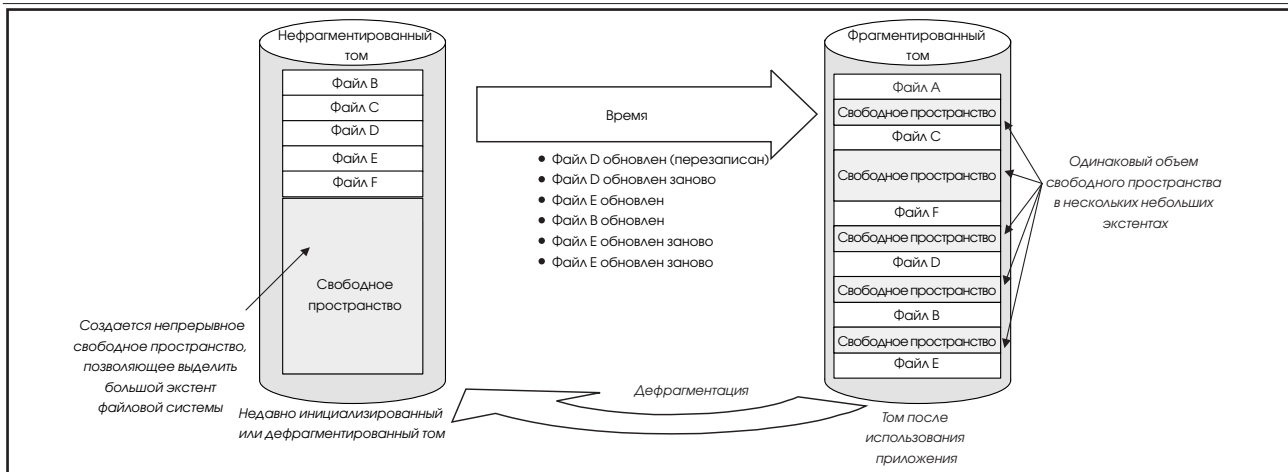 Нефрагментированный
том
Файл B
Файл C
Файл D
Файл E
Файл F
Свободное
пространство
Создается непрерывное
свободное пространство,
позволяющее выделить
большой экстент
файловой системы
Недавно инициализированный
или дефрагментированный том
Время
• Файл D обновлен (перезаписан)
• Файл D обновлен заново
• Файл E обновлен
• Файл B обновлен
• Файл E обновлен заново
• Файл E обновлен заново
Дефрагментация
Фрагментированный
том
Файл A
Свободное пространство
Файл C
Свободное пространство
Файл F
Свободное пространство
Файл D
Свободное пространство
Файл B
Свободное пространство
Файл E
Том после
использования
приложения
Одинаковый объем
свободного пространства
в нескольких небольших
экстентах